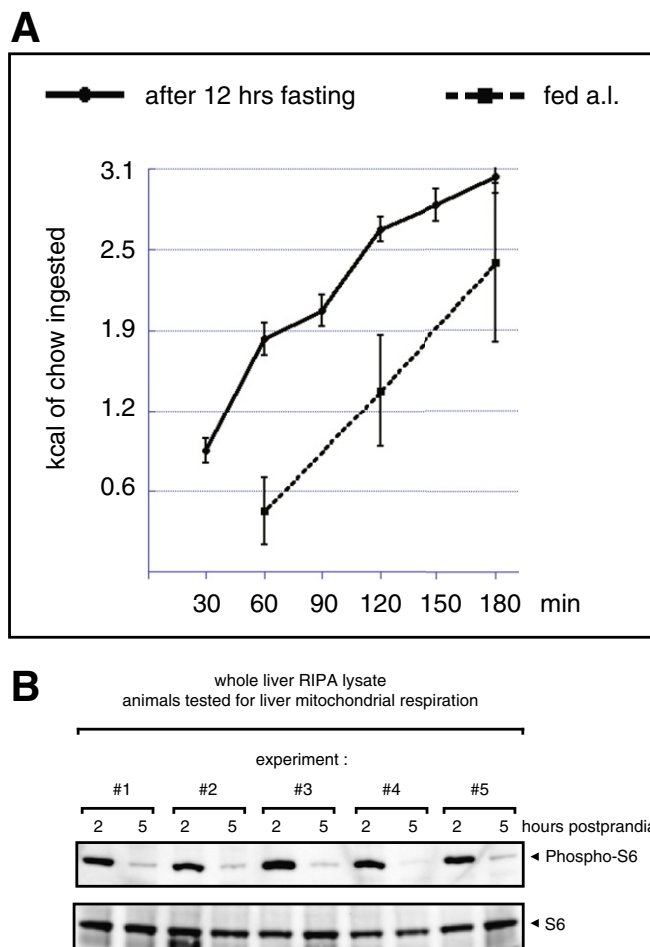 A
after 12 hrs fasting fed a.l.
kcal of chow ingested
3.1
2.5
1.9
1.2
0.6
30 60 90 120 150 180 min
B
whole liver RIPA lysate
animals tested for liver mitochondrial respiration
experiment :
#1 #2 #3 #4 #5
2 5 2 5 2 5 2 5 2 5 hours postprandia
Phospho-S6
S6